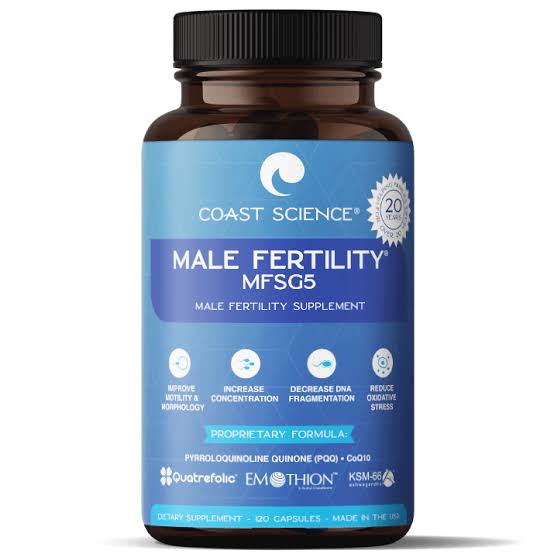 COAST SCIENCE®
20
YEARS
MALE FERTILITY®
MFSG5
MALE FERTILITY SUPPLEMENT
IMPROVE
MOTILITY &
MORPHOLOGY
INCREASE
CONCENTRATION
DECREASE DNA
FRAGMENTATION
REDUCE
OXIDATIVE
STRESS
PROPRIETARY FORMULA:
PYRROLOQUINOLINE QUINONE (PQQ) • CoQ10
Quatrefolic®
EMOTHION™
KSM-66
ashwagandha
DIETARY SUPPLEMENT - 120 CAPSULES - MADE IN THE USA